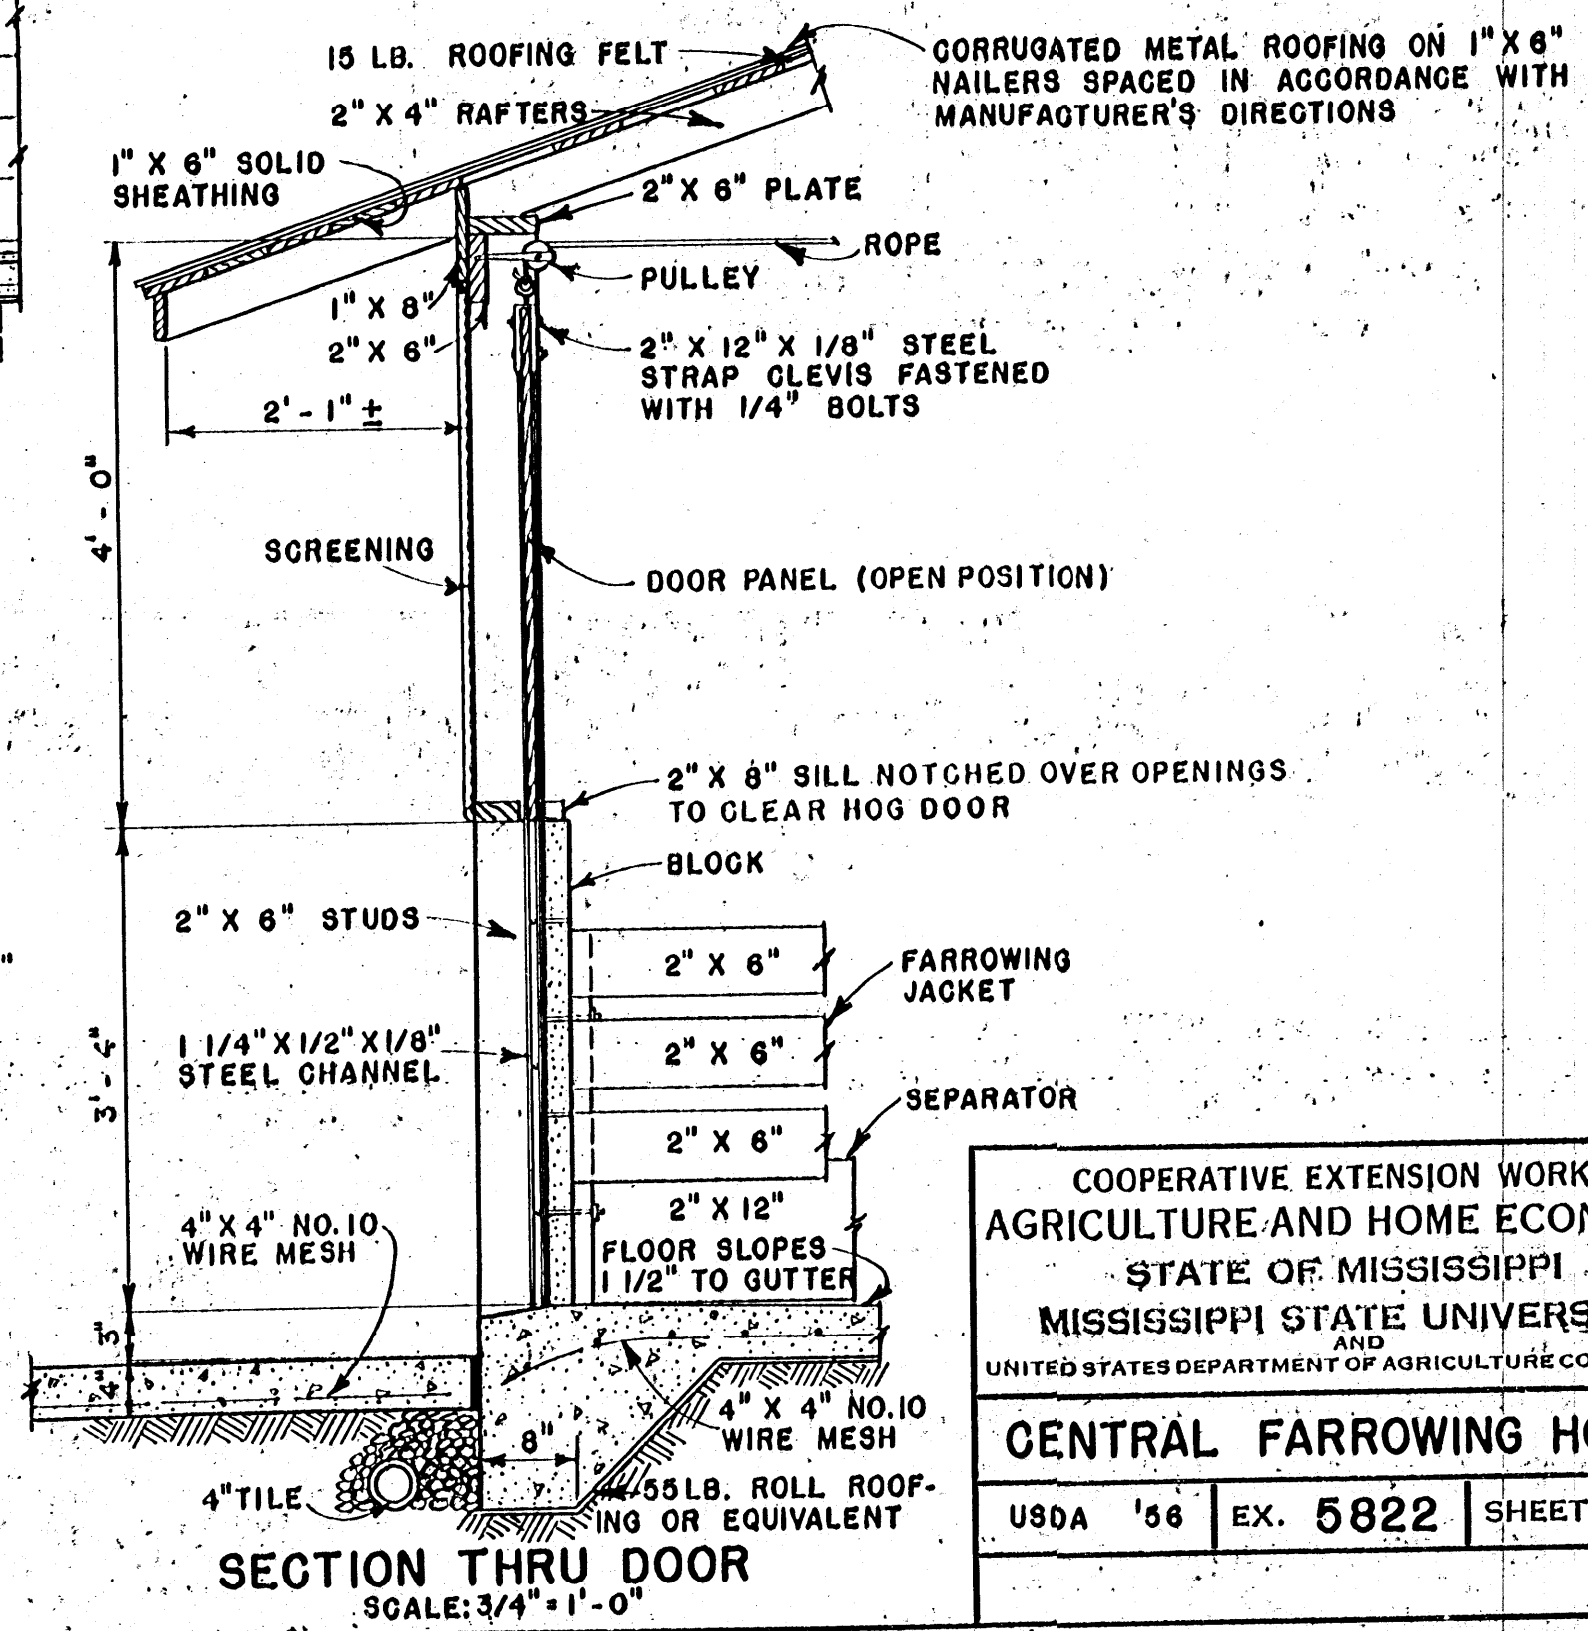 15 LB. ROOFING FELT
CORRUGATED METAL ROOFING ON 1" X 6"
NAILERS SPACED IN ACCORDANCE WITH
MANUFACTURER'S DIRECTIONS
2" X 4" RAFTERS
1" X 6" SOLID
SHEATHING
2" X 6" PLATE
ROPE
PULLEY
1" X 8"
2" X 6"
2" X 12" X 1/8" STEEL
STRAP CLEVIS FASTENED
WITH 1/4" BOLTS
2' - 1" ±
4' - 0"
SCREENING
DOOR PANEL (OPEN POSITION)
2" X 8" SILL NOTCHED OVER OPENINGS
TO CLEAR HOG DOOR
BLOCK
2" X 6" STUDS
2" X 6"
FARROWING
JACKET
"
1 1/4" X 1/2" X 1/8"
STEEL CHANNEL
2" X 6"
3' - 4"
SEPARATOR
2" X 6"
2" X 12"
4" X 4" NO. 10
WIRE MESH
FLOOR SLOPES
1 1/2" TO GUTTER
3"
4"
4" X 4" NO. 10
WIRE MESH
8"
4" TILE
55 LB. ROLL ROOF-
ING OR EQUIVALENT
SECTION THRU DOOR
SCALE: 3/4" = 1'-0"
COOPERATIVE EXTENSION WORK
AGRICULTURE AND HOME ECON
STATE OF MISSISSIPPI
MISSISSIPPI STATE UNIVERS
AND
UNITED STATES DEPARTMENT OF AGRICULTURE CO
CENTRAL FARROWING HO
USDA '56
EX. 5822
SHEET